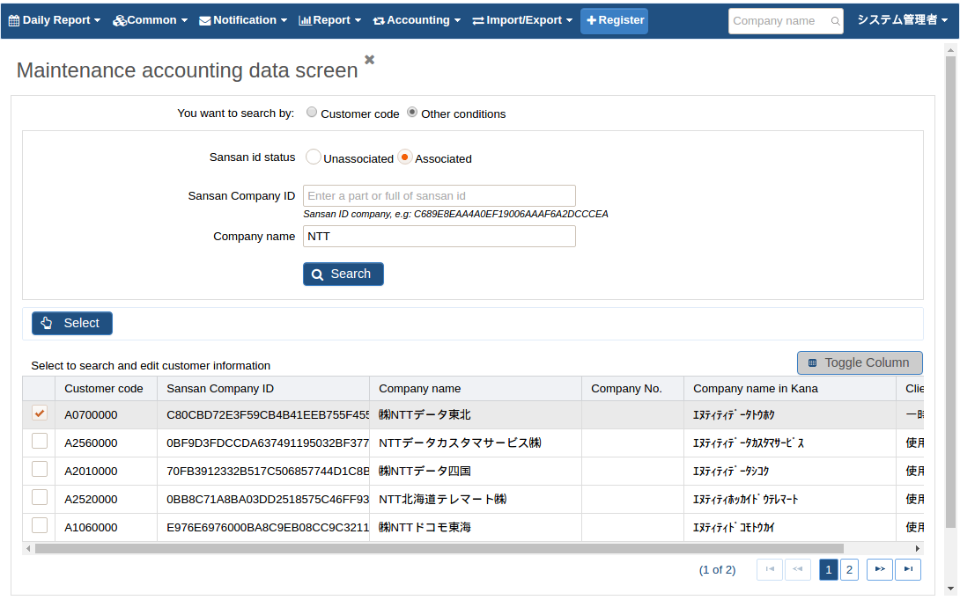 Daily Report Common Notification Report Accounting Import/Export Register Company name システム管理者
Maintenance accounting data screen
You want to search by: Customer code Other conditions
Sansan id status Unassociated Associated
Sansan Company ID Enter a part or full of sansan id
Sansan ID company, e.g: C689E8EAA4A0EF19006AAAF6A2DCCCEA
Company name NTT
Search
Select
Select to search and edit customer information Toggle Column
Customer code Sansan Company ID Company name Company No. Company name in Kana Clie
A0700000 C80CBD72E3F59CB4B41EEB755F455 ㈱NTTデータ東北 ｴﾇﾃｨﾃｨﾃﾞｰﾀﾄｳﾎｸ 一時
A2560000 0BF9D3FDCCDA637491195032BF377 NTTデータカスタマサービス㈱ ｴﾇﾃｨﾃｨﾃﾞｰﾀｶｽﾀﾏｻｰﾋﾞｽ 使用
A2010000 70FB3912332B517C506857744D1C8B ㈱NTTデータ四国 ｴﾇﾃｨﾃｨﾃﾞｰﾀｼｺｸ 使用
A2520000 0BB8C71A8BA03DD2518575C46FF93 NTT北海道テレマート㈱ ｴﾇﾃｨﾃｨﾎｯｶｲﾄﾞｳﾃﾚﾏｰﾄ 使用
A1060000 E976E6976000BA8C9EB08CC9C3211 ㈱NTTドコモ東海 ｴﾇﾃｨﾃｨﾄﾞｺﾓﾄｳｶｲ 使用
(1 of 2) 1 2